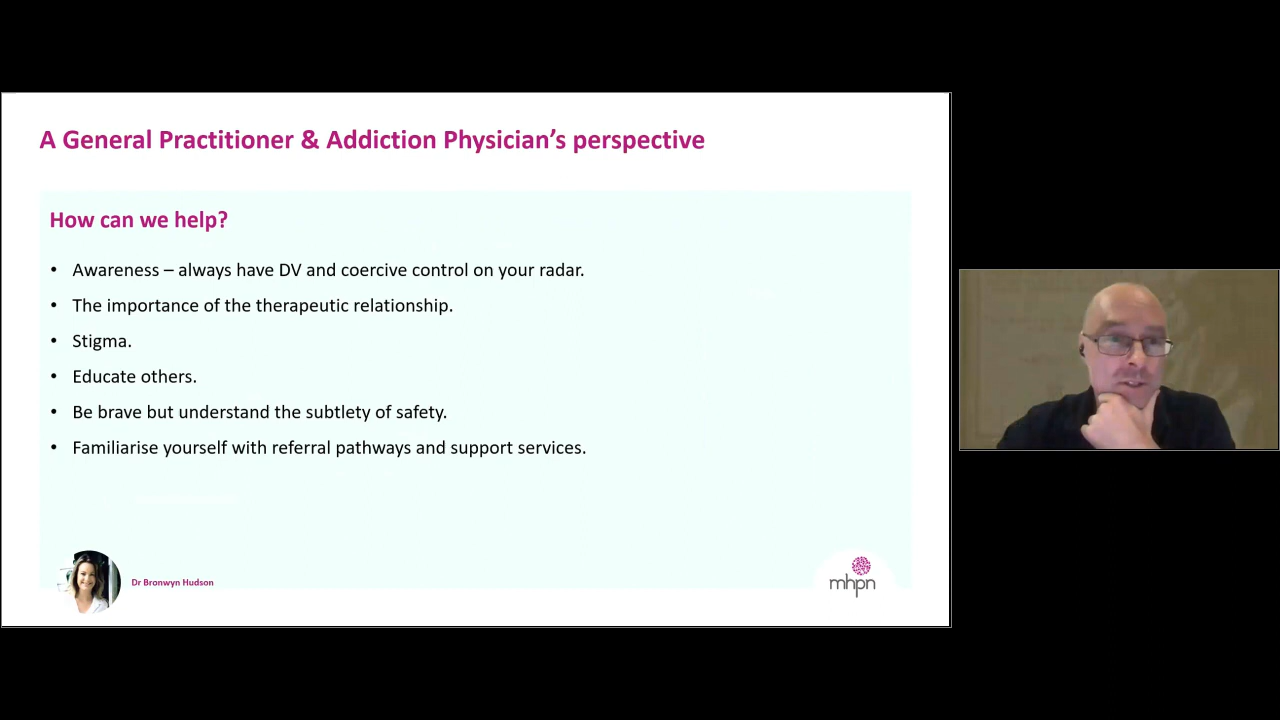 A General Practitioner & Addiction Physician’s perspective
How can we help?
• Awareness – always have DV and coercive control on your radar.
• The importance of the therapeutic relationship.
• Stigma.
• Educate others.
• Be brave but understand the subtlety of safety.
• Familiarise yourself with referral pathways and support services.
Dr Bronwyn Hudson
mhpn